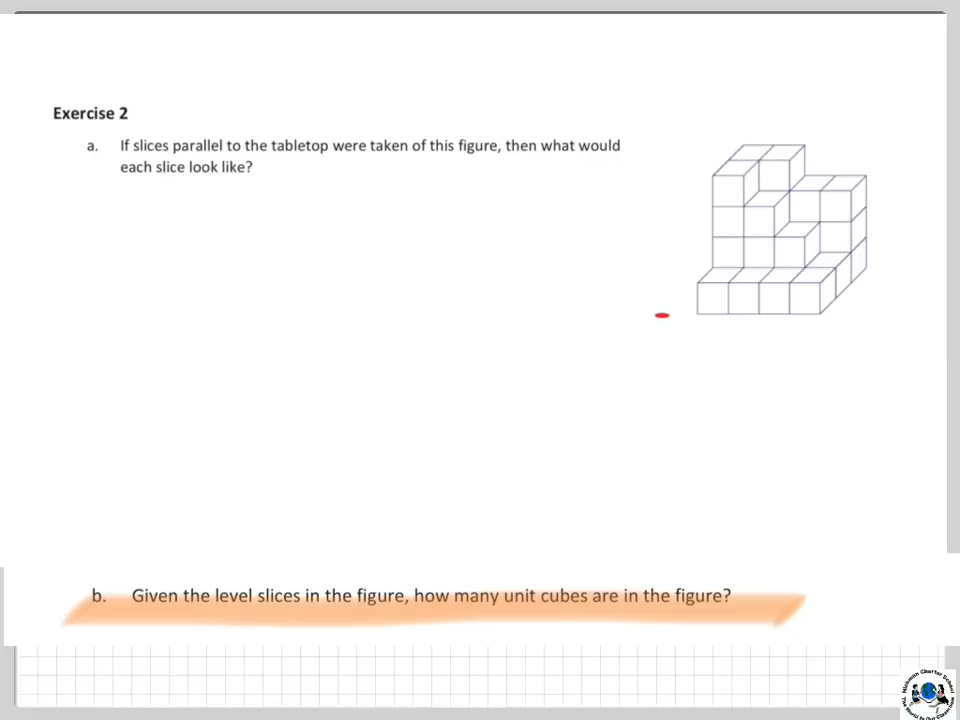 Exercise 2
a. If slices parallel to the tabletop were taken of this figure, then what would
each slice look like?
b. Given the level slices in the figure, how many unit cubes are in the figure?